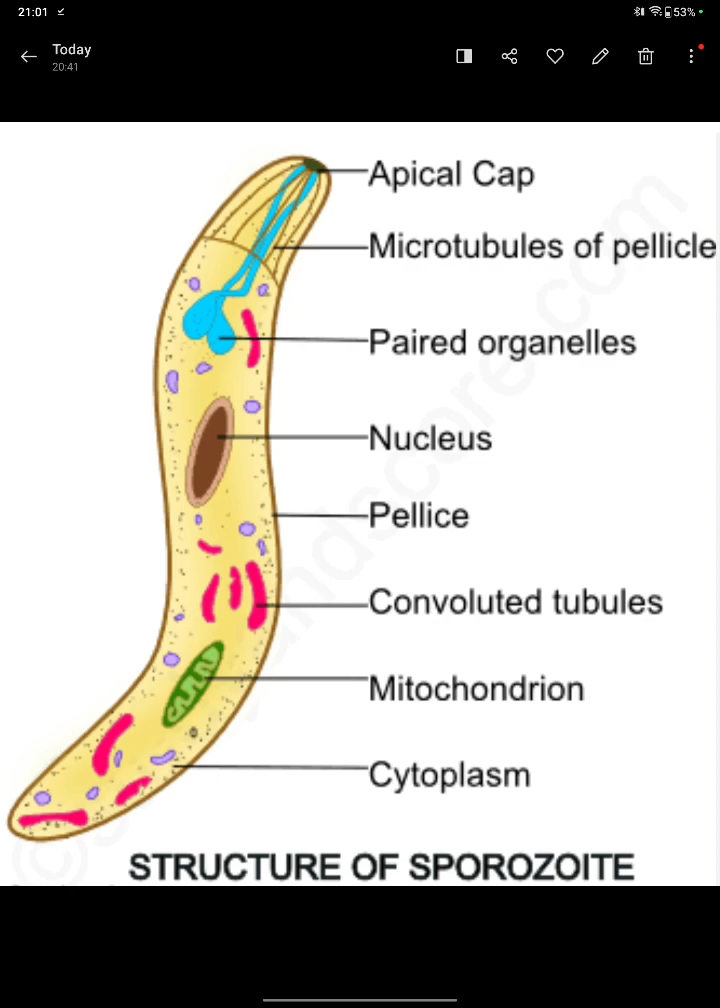 21:01
53%
Today
20:41
Apical Cap
Microtubules of pellicle
Paired organelles
Nucleus
Pellice
Convoluted tubules
Mitochondrion
Cytoplasm
STRUCTURE OF SPOROZOITE